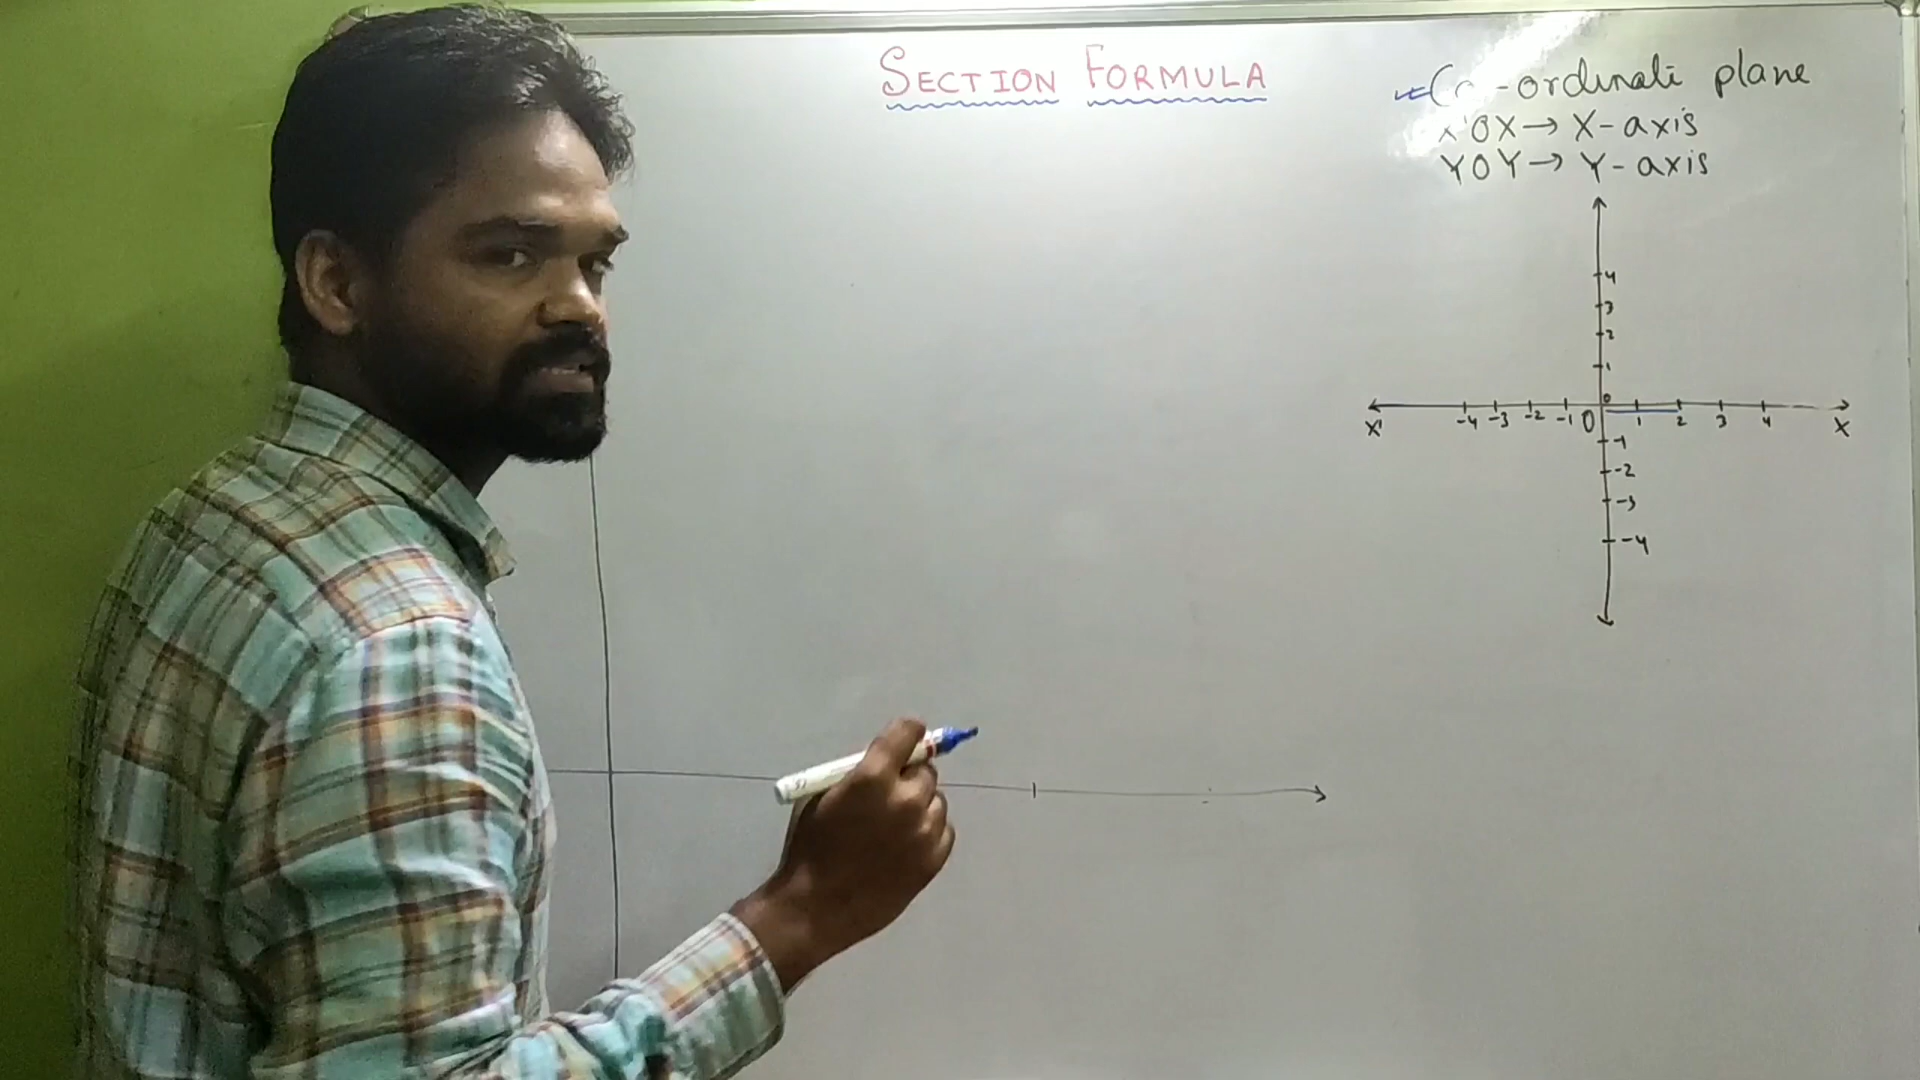 SECTION FORMULA
Co-ordinate plane
X'OX → X-axis
YOY → Y-axis
4
3
2
1
0
X' -4 -3 -2 -1 O 1 2 3 4 X
-1
-2
-3
-4